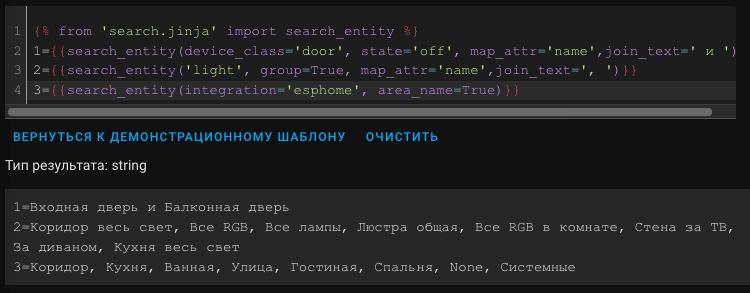 1 {% from 'search.jinja' import search_entity %}
2 1={{search_entity(device_class='door', state='off', map_attr='name',join_text=' и ')
3 2={{search_entity('light', group=True, map_attr='name',join_text=', ')}}
4 3={{search_entity(integration='esphome', area_name=True)}}
ВЕРНУТЬСЯ К ДЕМОНСТРАЦИОННОМУ ШАБЛОНУ ОЧИСТИТЬ
Тип результата: string
1=Входная дверь и Балконная дверь
2=Коридор весь свет, Все RGB, Все лампы, Люстра общая, Все RGB в комнате, Стена за ТВ,
За диваном, Кухня весь свет
3=Коридор, Кухня, Ванная, Улица, Гостиная, Спальня, None, Системные